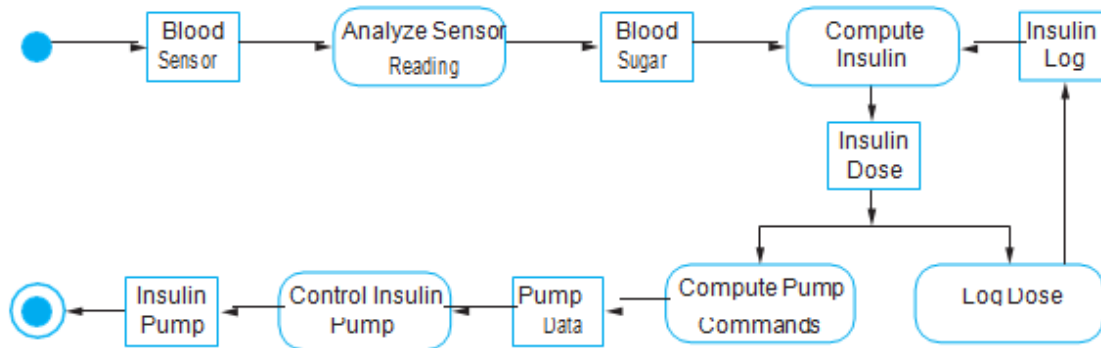 Blood
Sensor
Analyze Sensor
Reading
Blood
Sugar
Compute
Insulin
Insulin
Log
Insulin
Dose
Insulin
Pump
Control Insulin
Pump
Pump
Data
Compute Pump
Commands
Log Dose